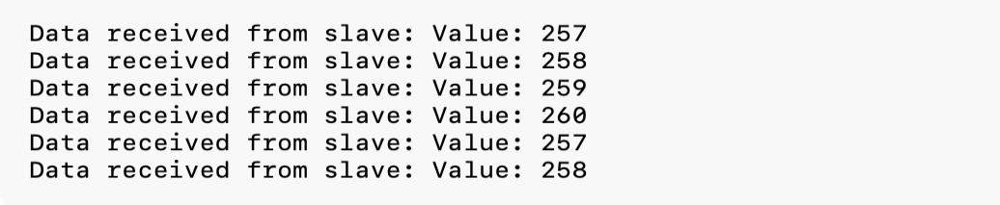 Data received from slave: Value: 257
Data received from slave: Value: 258
Data received from slave: Value: 259
Data received from slave: Value: 260
Data received from slave: Value: 257
Data received from slave: Value: 258